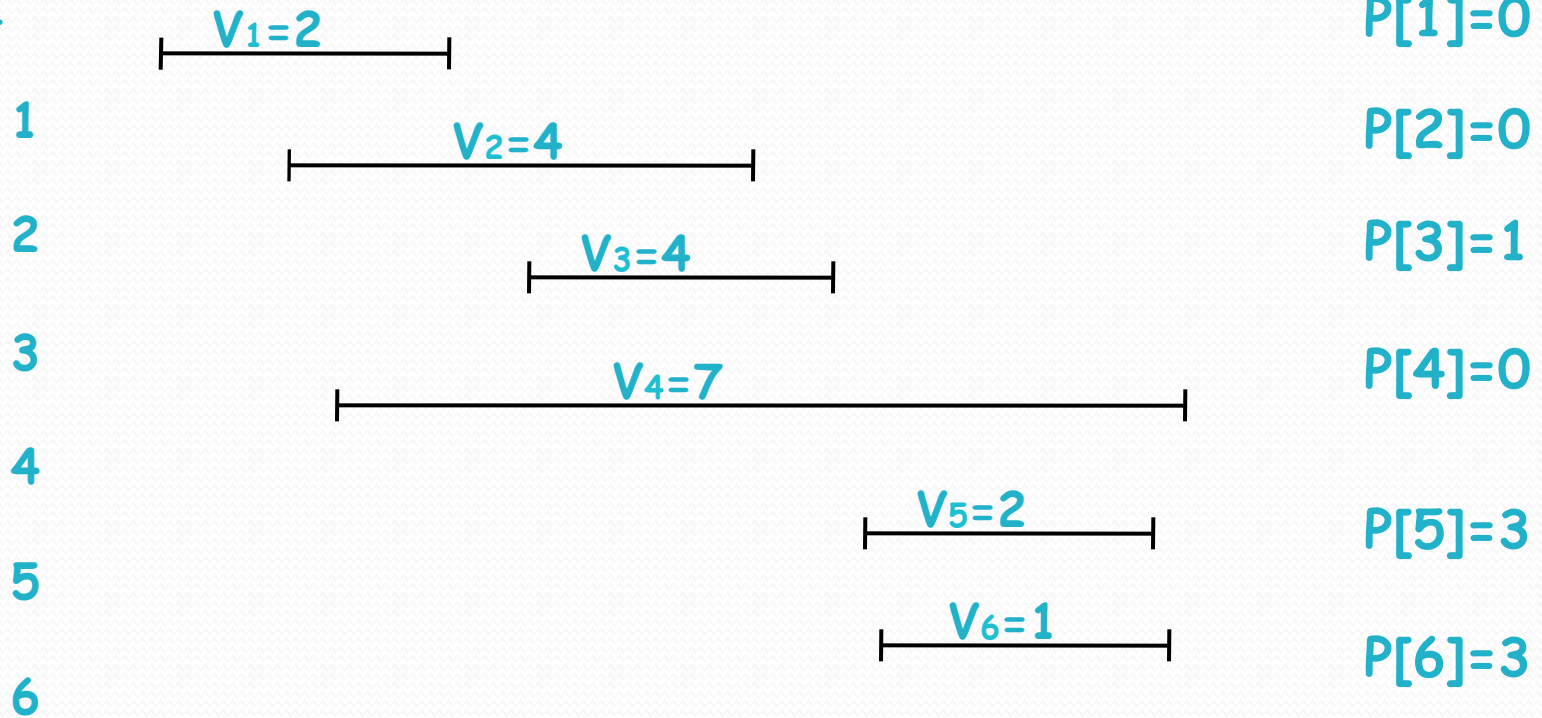 V1=2 P[1]=0
1
V2=4 P[2]=0
2
V3=4 P[3]=1
3
V4=7 P[4]=0
4
V5=2 P[5]=3
5
V6=1 P[6]=3
6